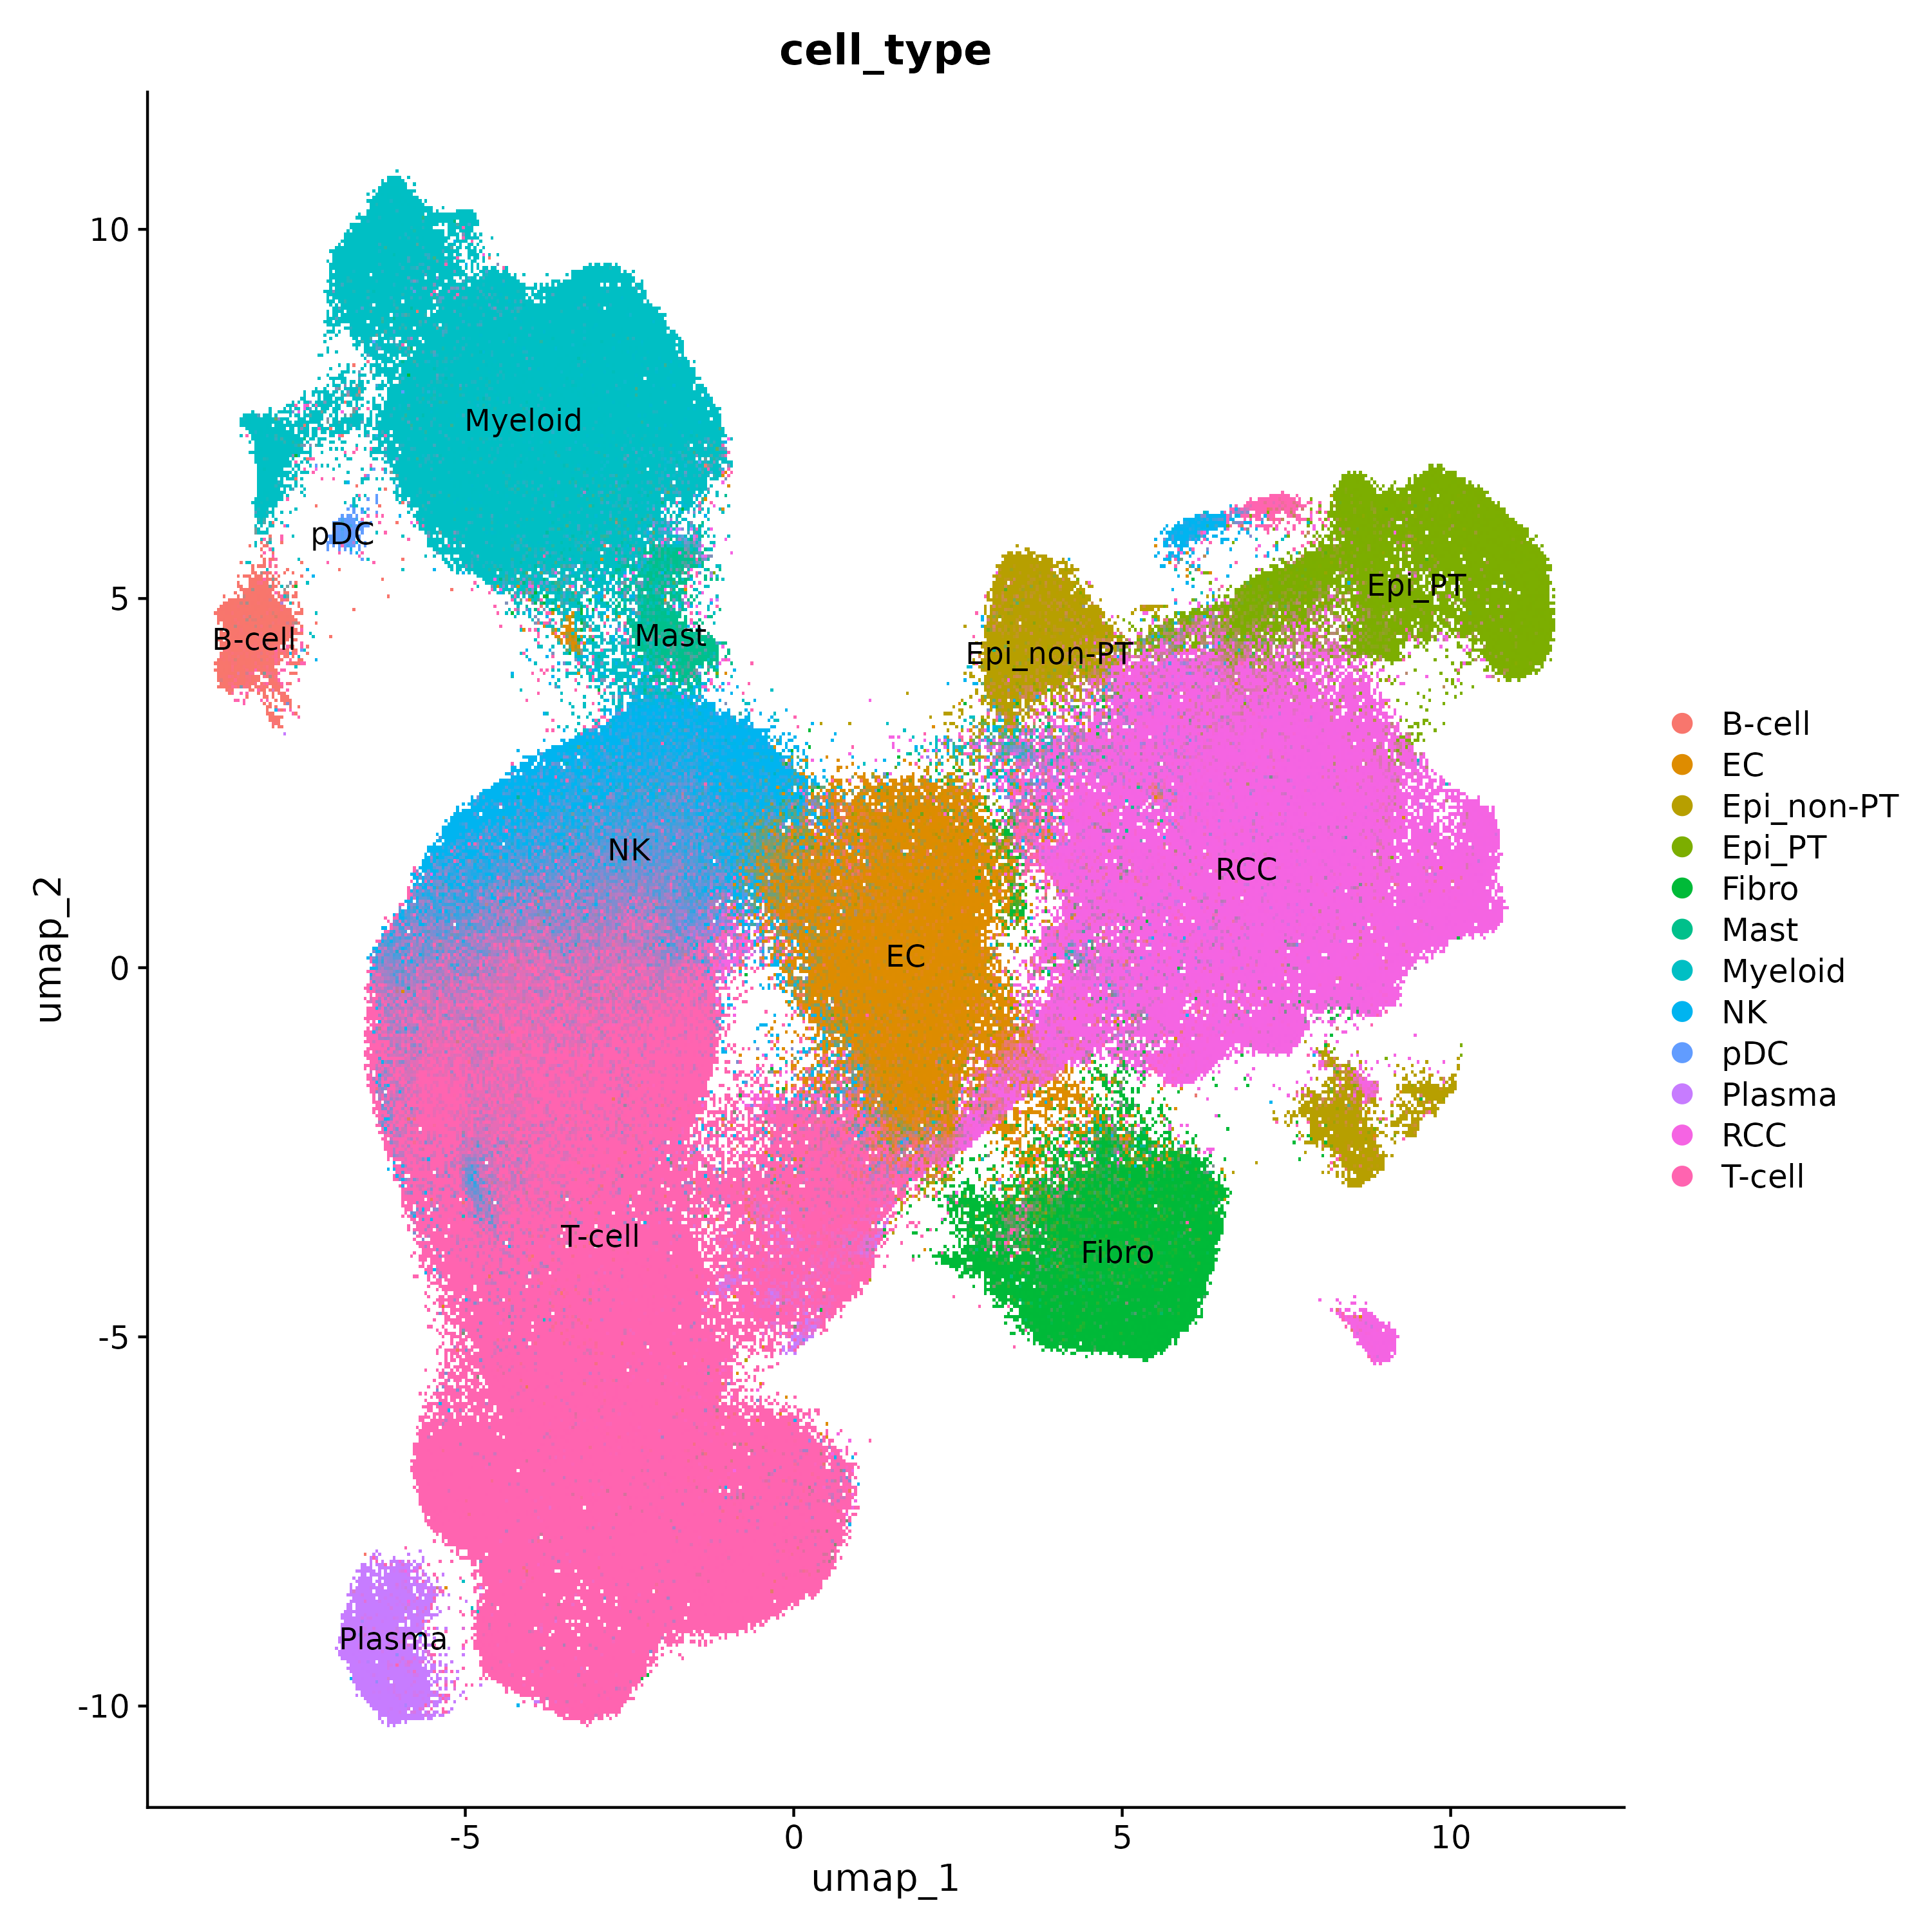 cell_type
10
5
0
-5
-10
umap_2
Myeloid
pDC
B-cell
Mast
Epi_non-PT
Epi_PT
NK
EC
RCC
T-cell
Fibro
Plasma
-5
0
5
10
umap_1
B-cell
EC
Epi_non-PT
Epi_PT
Fibro
Mast
Myeloid
NK
pDC
Plasma
RCC
T-cell